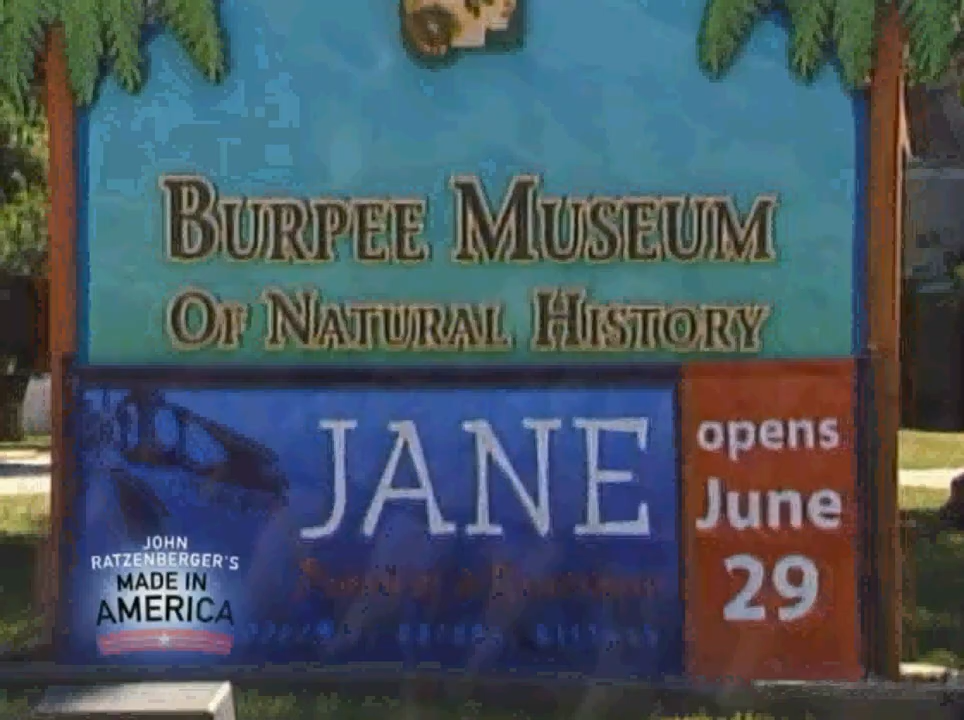 BURPEE MUSEUM
OF NATURAL HISTORY
JANE
opens
June
29
JOHN
RATZENBERGER'S
MADE IN
AMERICA